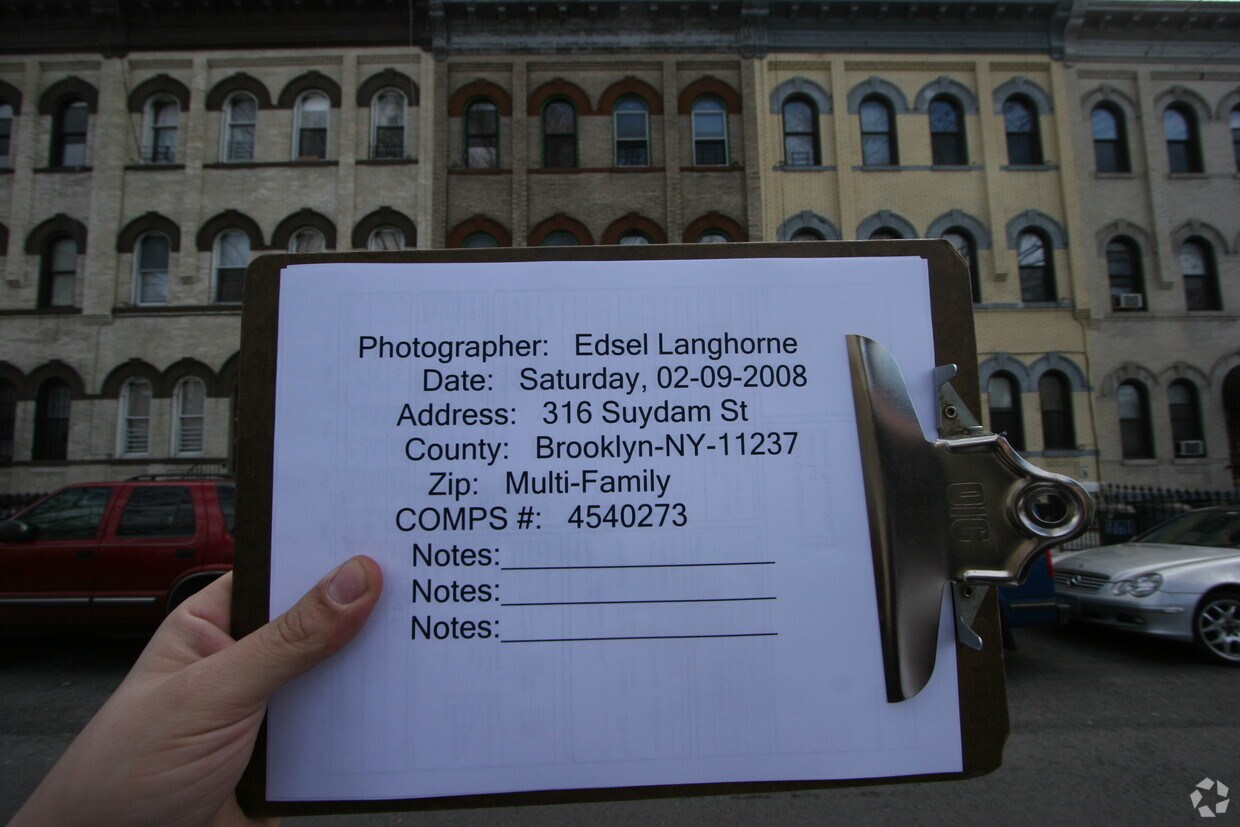 Photographer: Edsel Langhorne
Date: Saturday, 02-09-2008
Address: 316 Suydam St
County: Brooklyn-NY-11237
Zip: Multi-Family
COMPS #: 4540273
Notes:
Notes:
Notes:
OIC